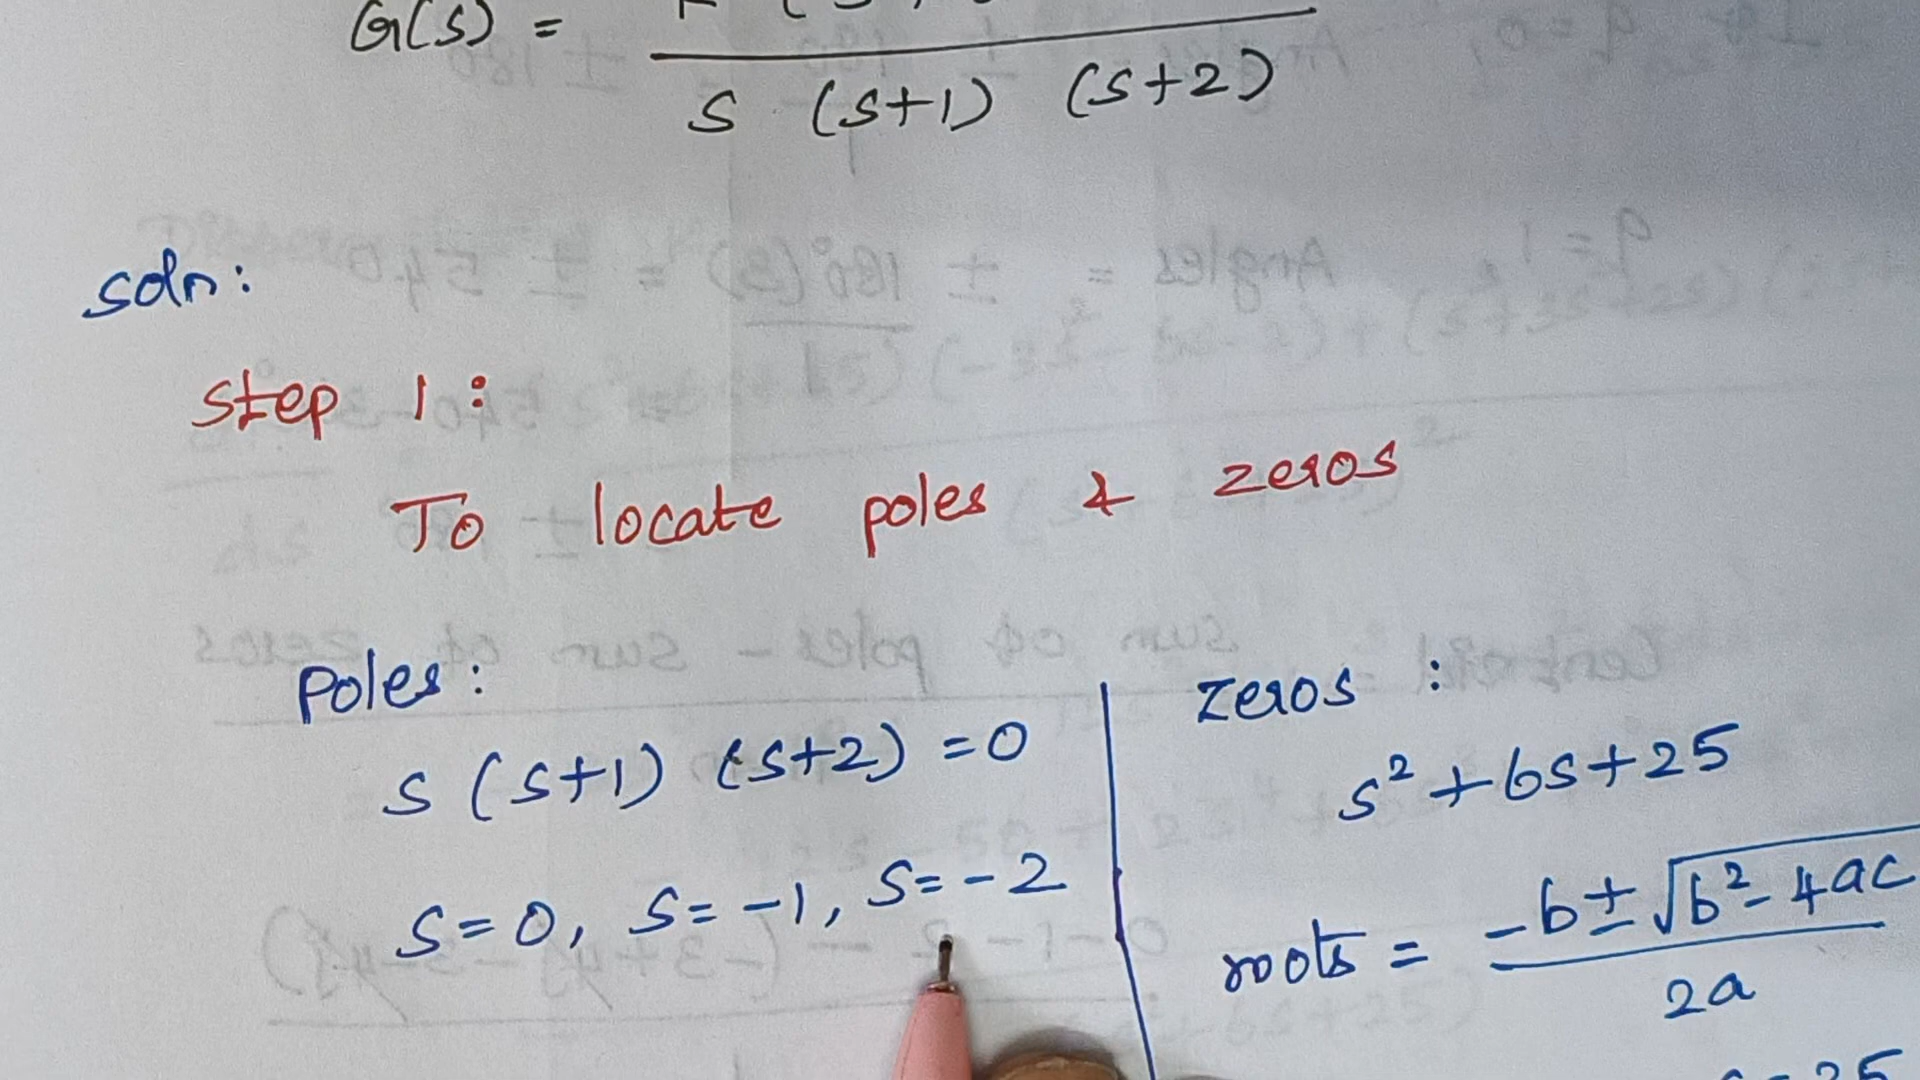 G(s) =
s (s+1) (s+2)
soln:
Step 1:
To locate poles & zeros
Poles:
s (s+1) (s+2) = 0
s = 0, s = -1, s = -2
zeros :
s² + 6s + 25
roots = -b ± √b² - 4ac
2a